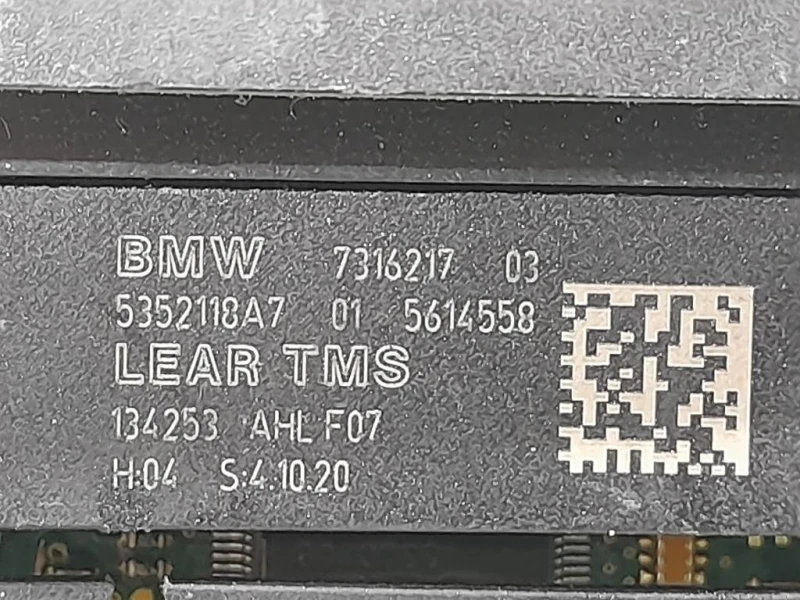 BMW 7316217 03
5352118A7 01 5614558
LEAR TMS
134253 AHL F07
H:04 S:4.10.20